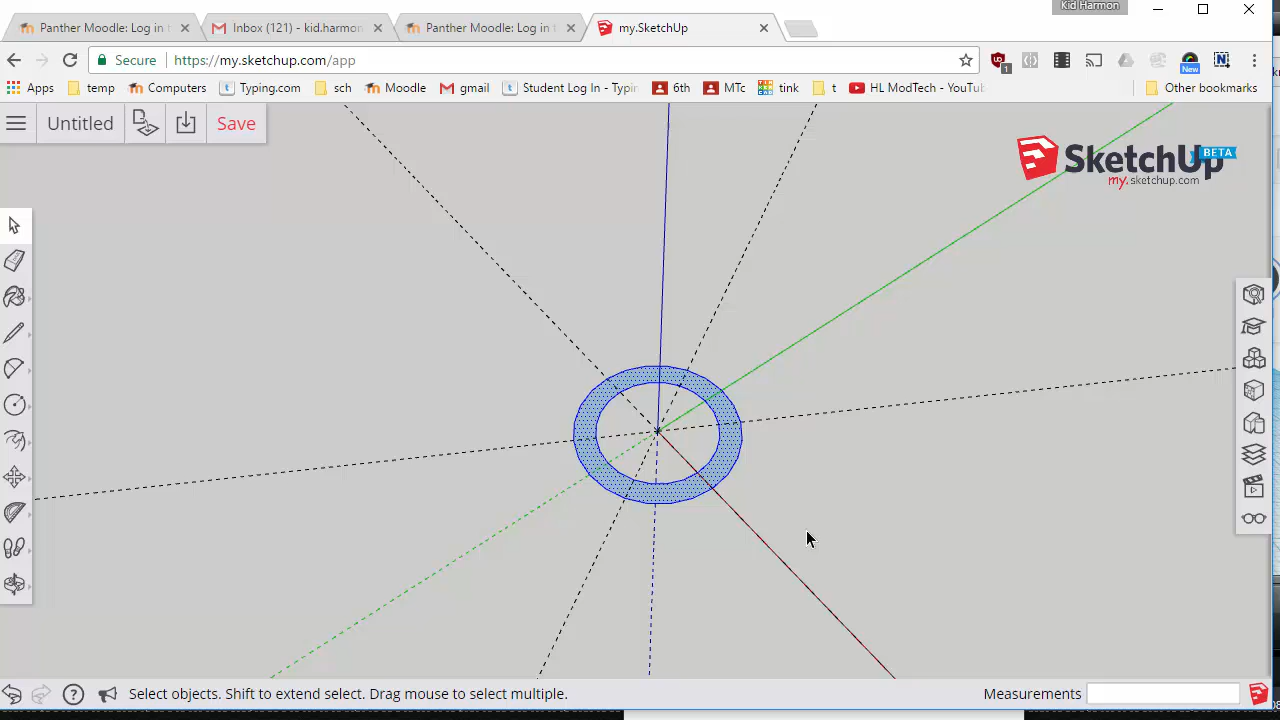 Kid Harmon
Panther Moodle: Log in t
Inbox (121) - kid.harmon
Panther Moodle: Log in t
my.SketchUp
Secure
https://my.sketchup.com/app
1
New
Apps
temp
Computers
Typing.com
sch
Moodle
gmail
Student Log In - Typin
6th
MTc
tink
t
HL ModTech - YouTub
Other bookmarks
Untitled
Save
SketchUp
BETA
my.sketchup.com
Select objects. Shift to extend select. Drag mouse to select multiple.
Measurements